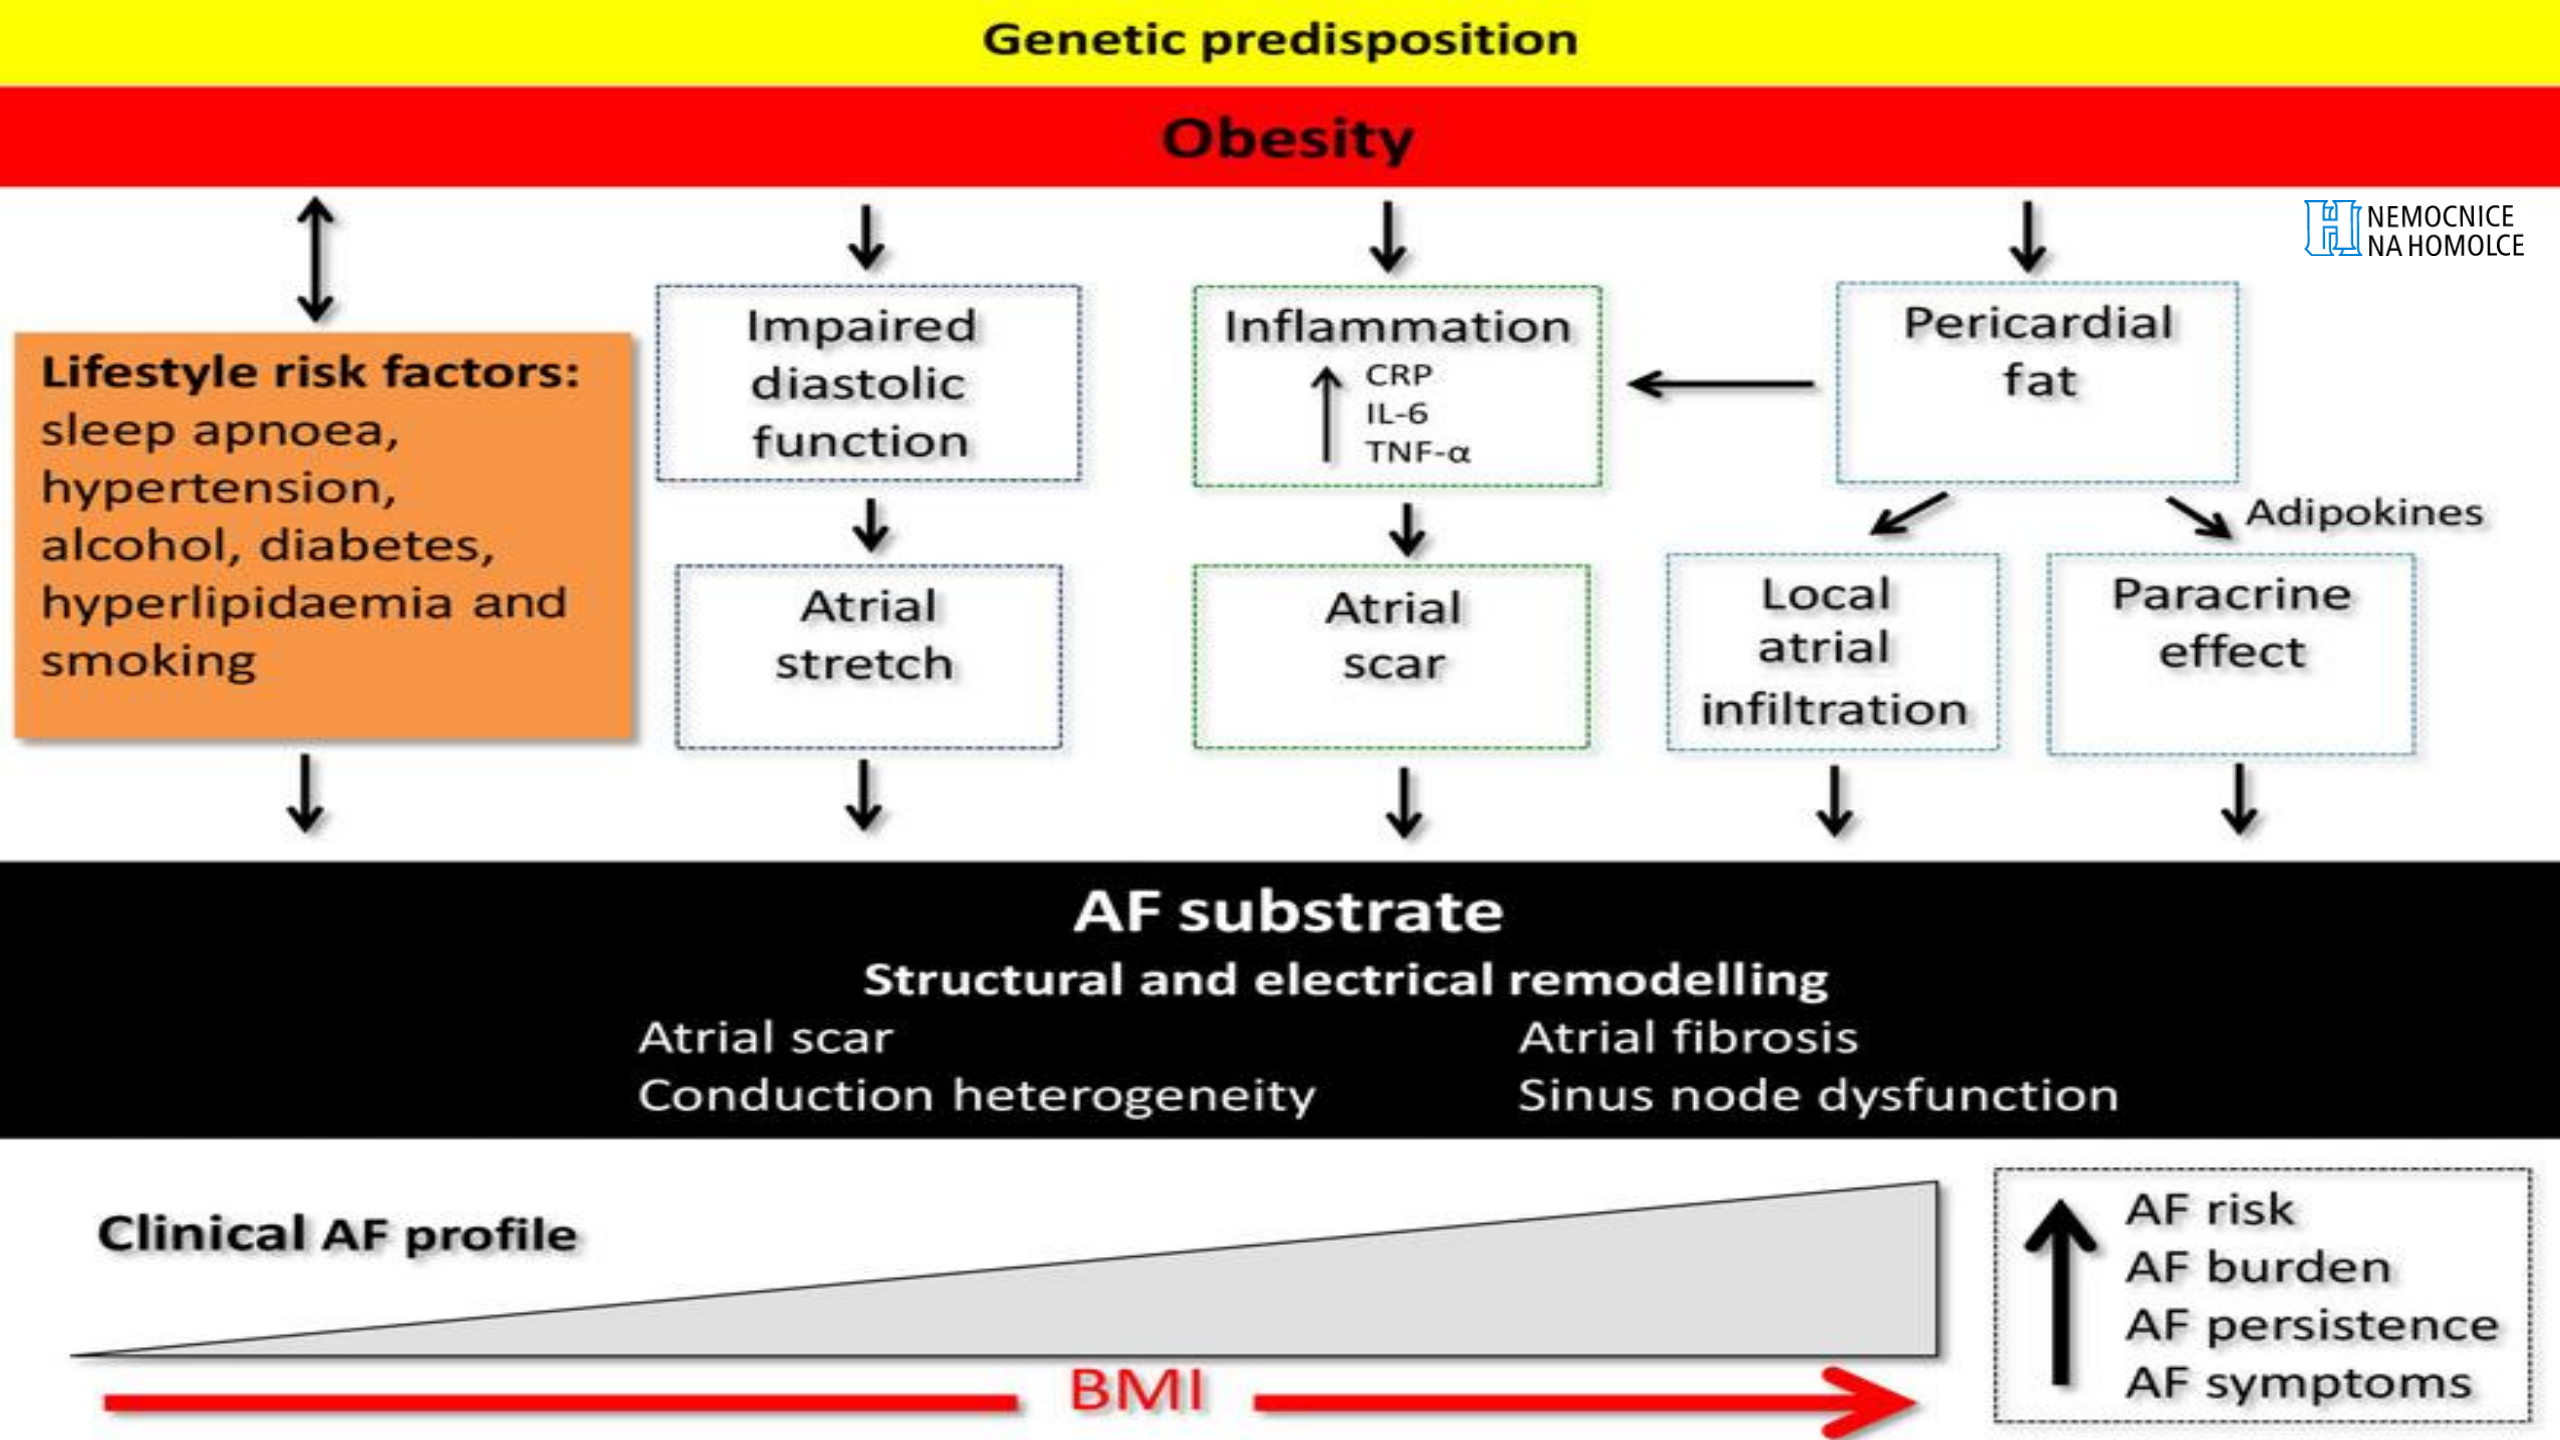 Genetic predisposition
Obesity
NEMOCNICE
NA HOMOLCE
Lifestyle risk factors:
sleep apnoea,
hypertension,
alcohol, diabetes,
hyperlipidaemia and
smoking
Impaired
diastolic
function
Atrial
stretch
Inflammation
CRP
IL-6
TNF-α
Atrial
scar
Pericardial
fat
Adipokines
Local
atrial
infiltration
Paracrine
effect
AF substrate
Structural and electrical remodelling
Atrial scar
Atrial fibrosis
Conduction heterogeneity
Sinus node dysfunction
Clinical AF profile
BMI
AF risk
AF burden
AF persistence
AF symptoms